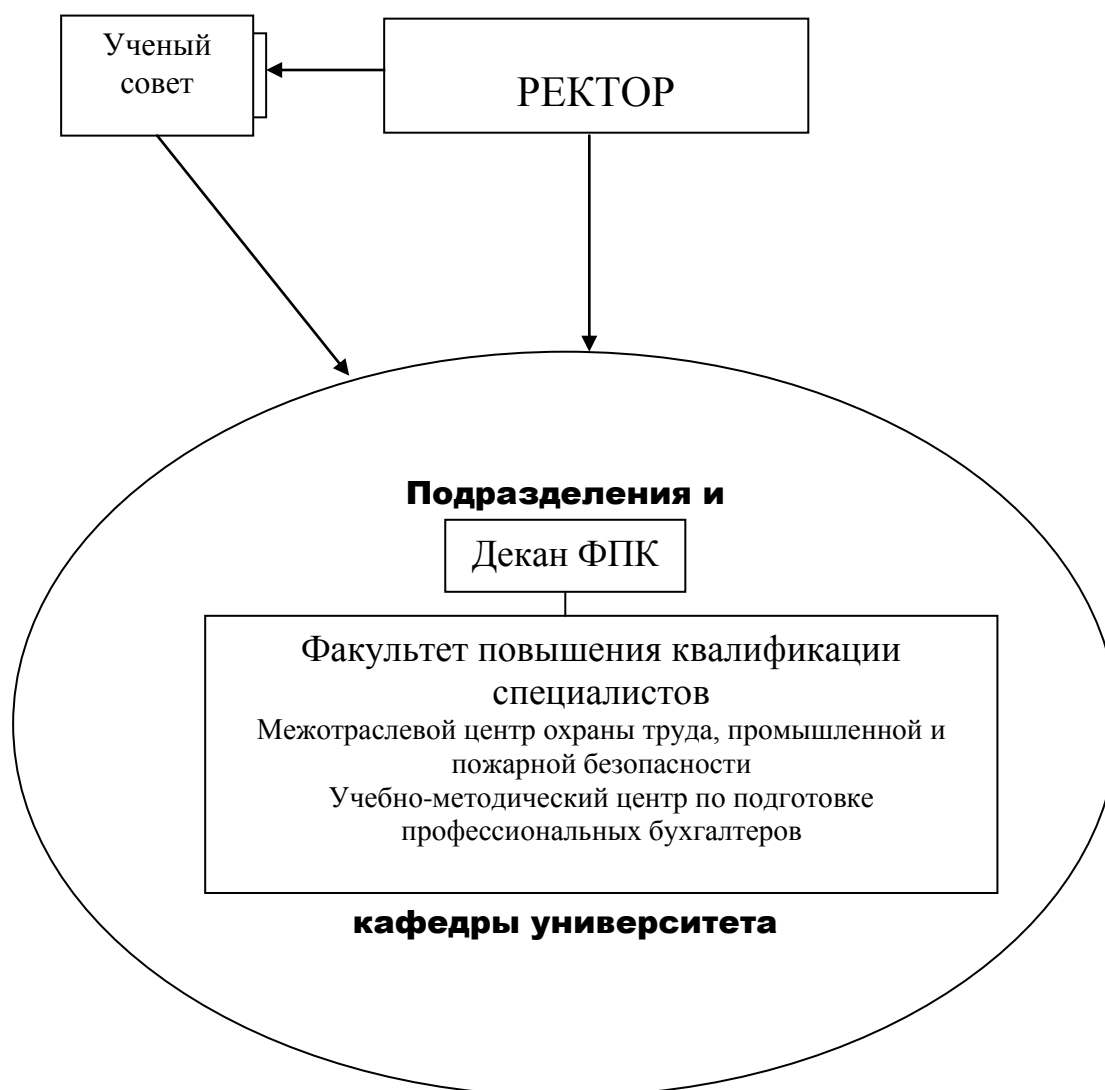 Ученый
совет
РЕКТОР
Подразделения и
Декан ФПК
Факультет повышения квалификации
специалистов
Межотраслевой центр охраны труда, промышленной и
пожарной безопасности
Учебно-методический центр по подготовке
профессиональных бухгалтеров
кафедры университета